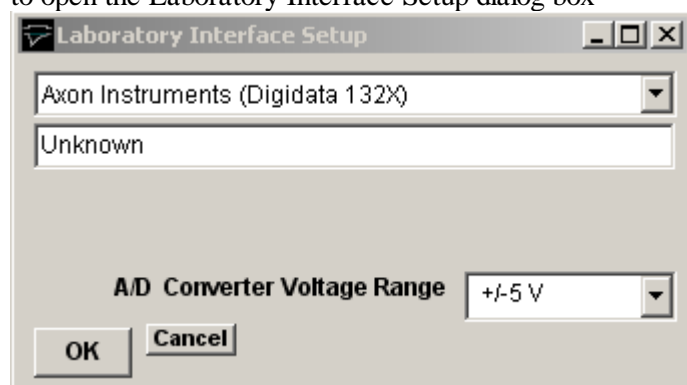 to open the Laboratory Interface Setup dialog box
Laboratory Interface Setup
Axon Instruments (Digidata 132X)
Unknown
A/D Converter Voltage Range
+/-5 V
OK
Cancel